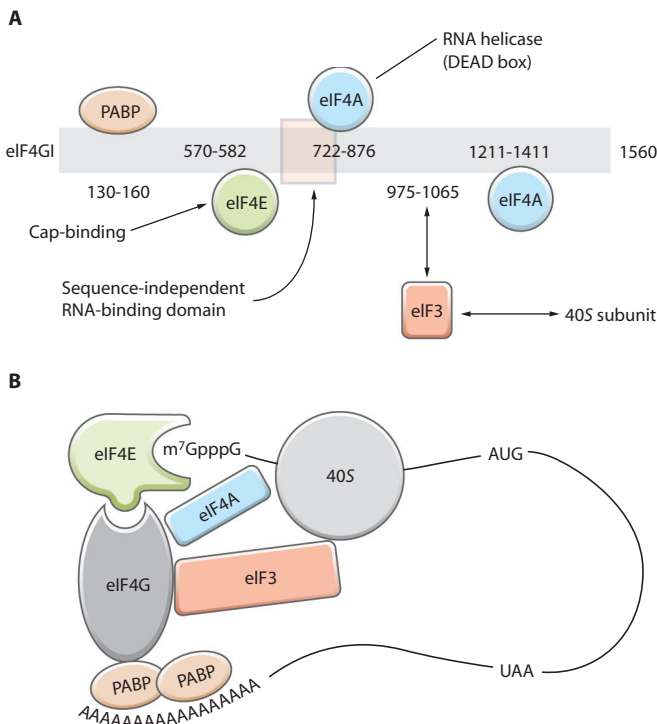 A
RNA helicase
(DEAD box)
PABP
eIF4A
eIF4GI
570-582
722-876
1211-1411
1560
130-160
eIF4E
975-1065
eIF4A
Cap-binding
Sequence-independent
RNA-binding domain
eIF3
40S subunit
B
eIF4E
m⁷GpppG
40S
AUG
eIF4A
eIF4G
eIF3
PABP
PABP
UAA
AAAAAAAAAAAAAAAAA